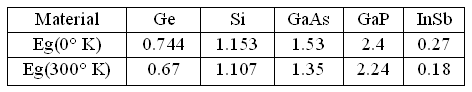 Material Ge Si GaAs GaP InSb
Eg(0° K) 0.744 1.153 1.53 2.4 0.27
Eg(300° K) 0.67 1.107 1.35 2.24 0.18